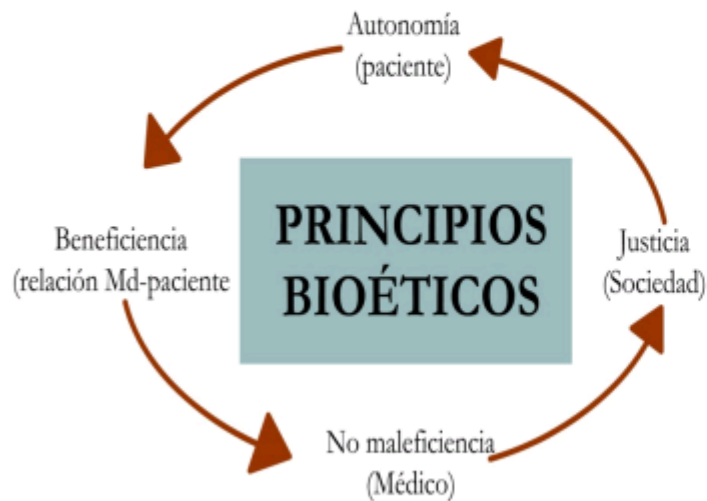 Autonomía
(paciente)
PRINCIPIOS
BIOÉTICOS
Beneficiencia
(relación Md-paciente
Justicia
(Sociedad)
No maleficiencia
(Médico)